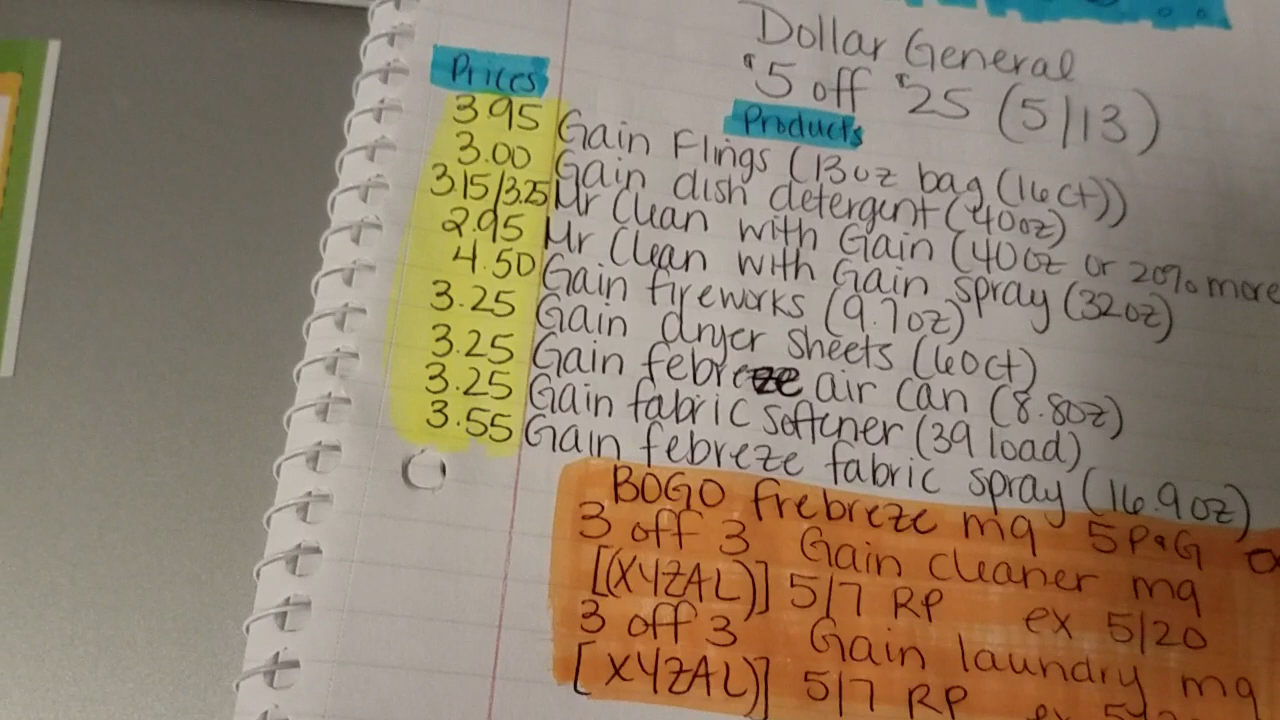 Dollar General
$5 off $25 (5/13)
Prices
Products
3.95 Gain Flings (13oz bag (16ct))
3.00 Gain dish detergent (40oz)
3.15/3.25 Mr Clean with Gain (40oz or 20% more
2.95 Mr Clean with Gain spray (32oz)
4.50 Gain fireworks (9.7oz)
3.25 Gain dryer sheets (60ct)
3.25 Gain febreze air can (8.8oz)
3.25 Gain fabric softener (39 load)
3.55 Gain febreze fabric spray (16.9oz)
BOGO frebreze mq 5P&G
3 off 3 Gain cleaner mq
[(XYZAL)] 5/7 RP ex 5/20
3 off 3 Gain laundry mq
[XYZAL)] 5/7 RP